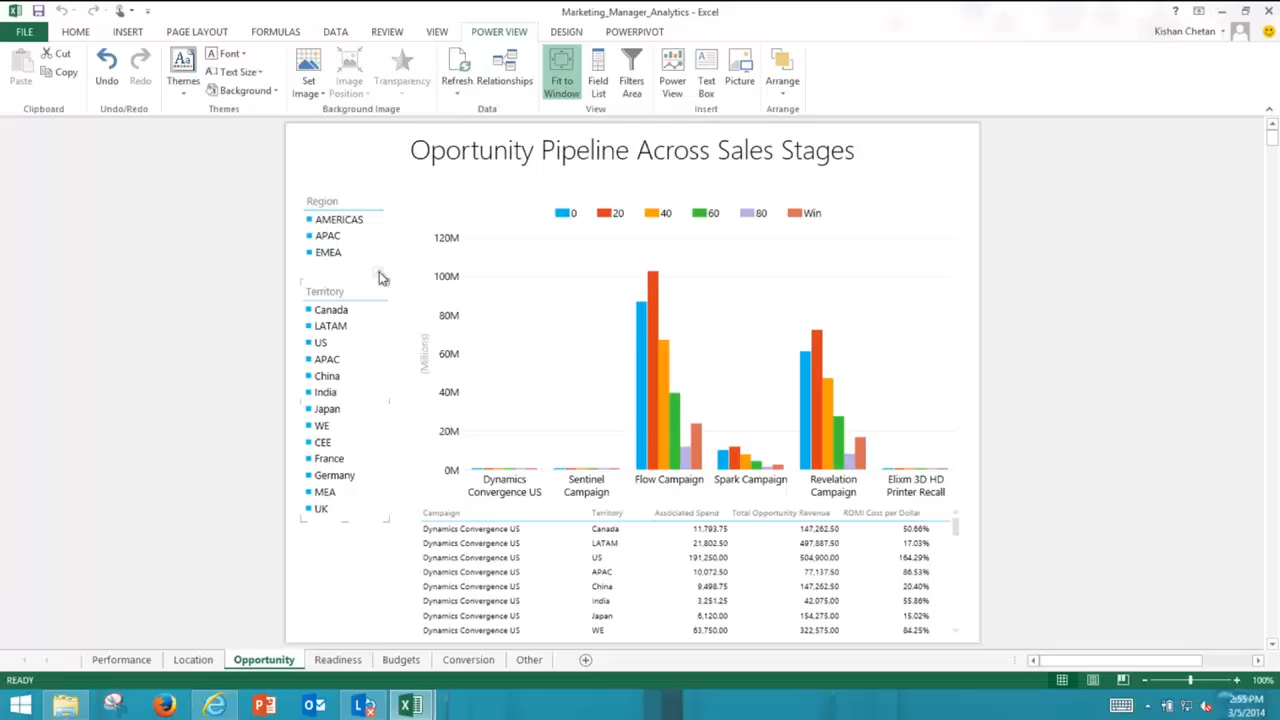 Marketing_Manager_Analytics - Excel
FILE HOME INSERT PAGE LAYOUT FORMULAS DATA REVIEW VIEW POWER VIEW DESIGN POWERPIVOT Kishan Chetan
Paste Cut Copy
Undo Redo
Themes Font Text Size Background
Set Image Image Position Transparency
Refresh Relationships
Fit to Window Field List Filters Area
Power View Text Box Picture
Arrange
Clipboard Undo/Redo Themes Background Image Data View Insert Arrange
Oportunity Pipeline Across Sales Stages
Region
AMERICAS
APAC
EMEA
Territory
Canada
LATAM
US
APAC
China
India
Japan
WE
CEE
France
Germany
MEA
UK
0 20 40 60 80 Win
120M
100M
80M
60M
40M
20M
0M
(Millions)
Dynamics Convergence US
Sentinel Campaign
Flow Campaign
Spark Campaign
Revelation Campaign
Elixm 3D HD Printer Recall
Campaign Territory Associated Spend Total Opportunity Revenue RDMI Cost per Dollar
Dynamics Convergence US Canada 11,793.75 147,262.50 50.66%
Dynamics Convergence US LATAM 21,802.50 497,887.50 17.03%
Dynamics Convergence US US 191,250.00 504,900.00 164.29%
Dynamics Convergence US APAC 10,072.50 77,137.50 86.53%
Dynamics Convergence US China 9,498.75 147,262.50 20.40%
Dynamics Convergence US India 3,251.25 42,075.00 55.86%
Dynamics Convergence US Japan 6,120.00 154,275.00 15.02%
Dynamics Convergence US WE 63,750.00 322,575.00 84.25%
Performance Location Opportunity Readiness Budgets Conversion Other
READY 100%
2:55 PM
3/5/2014